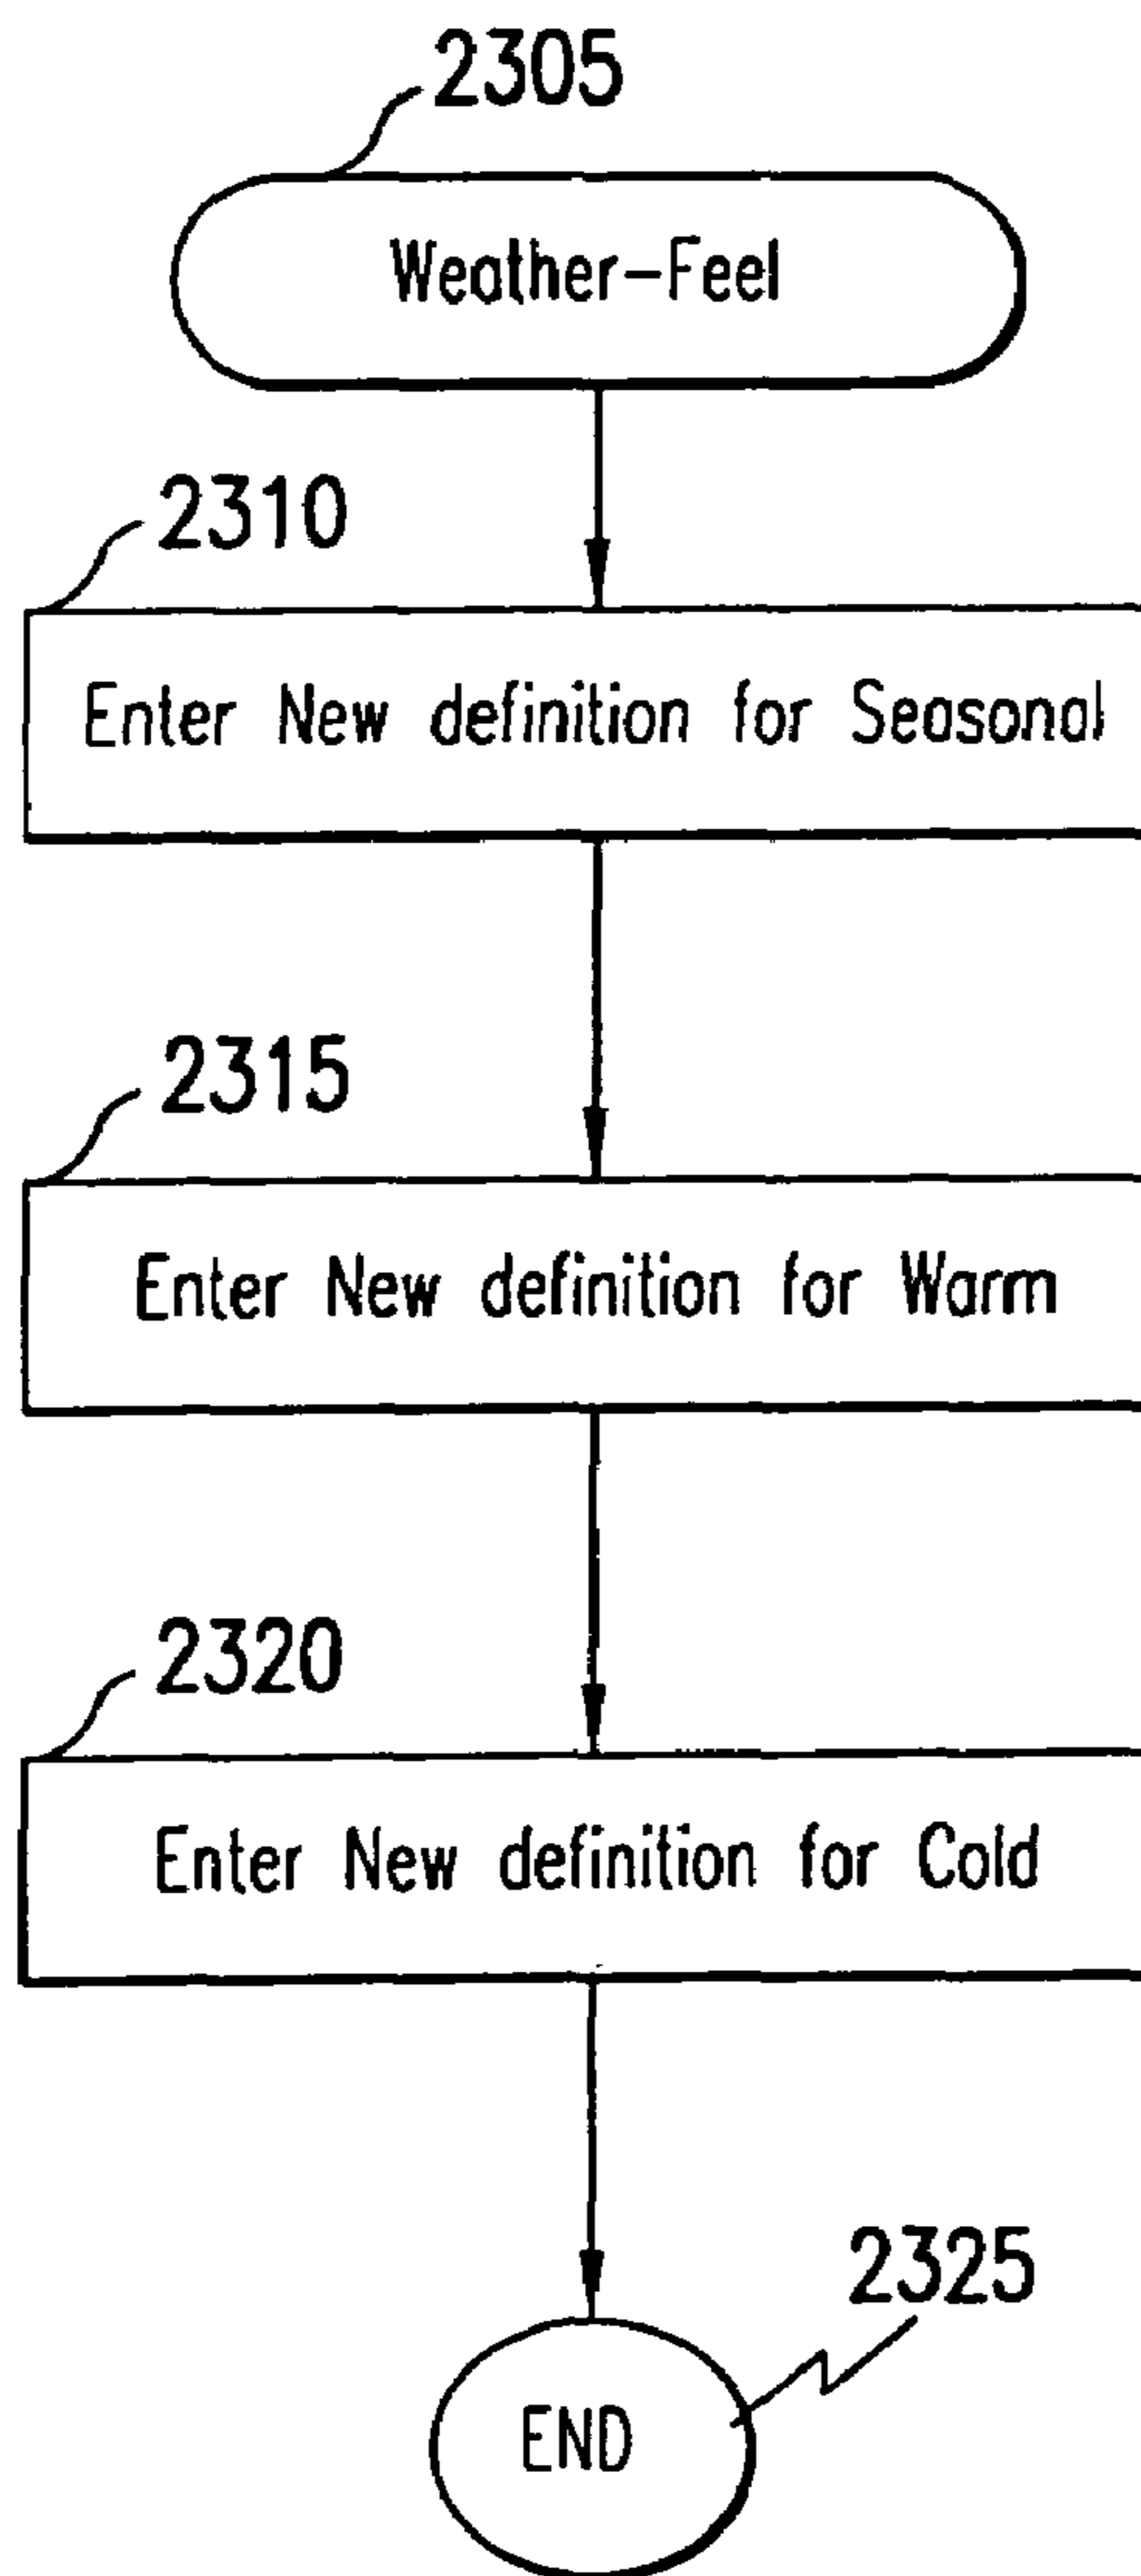 2305
Weather-Feel
2310
Enter New definition for Seasonal
2315
Enter New definition for Warm
2320
Enter New definition for Cold
2325
END